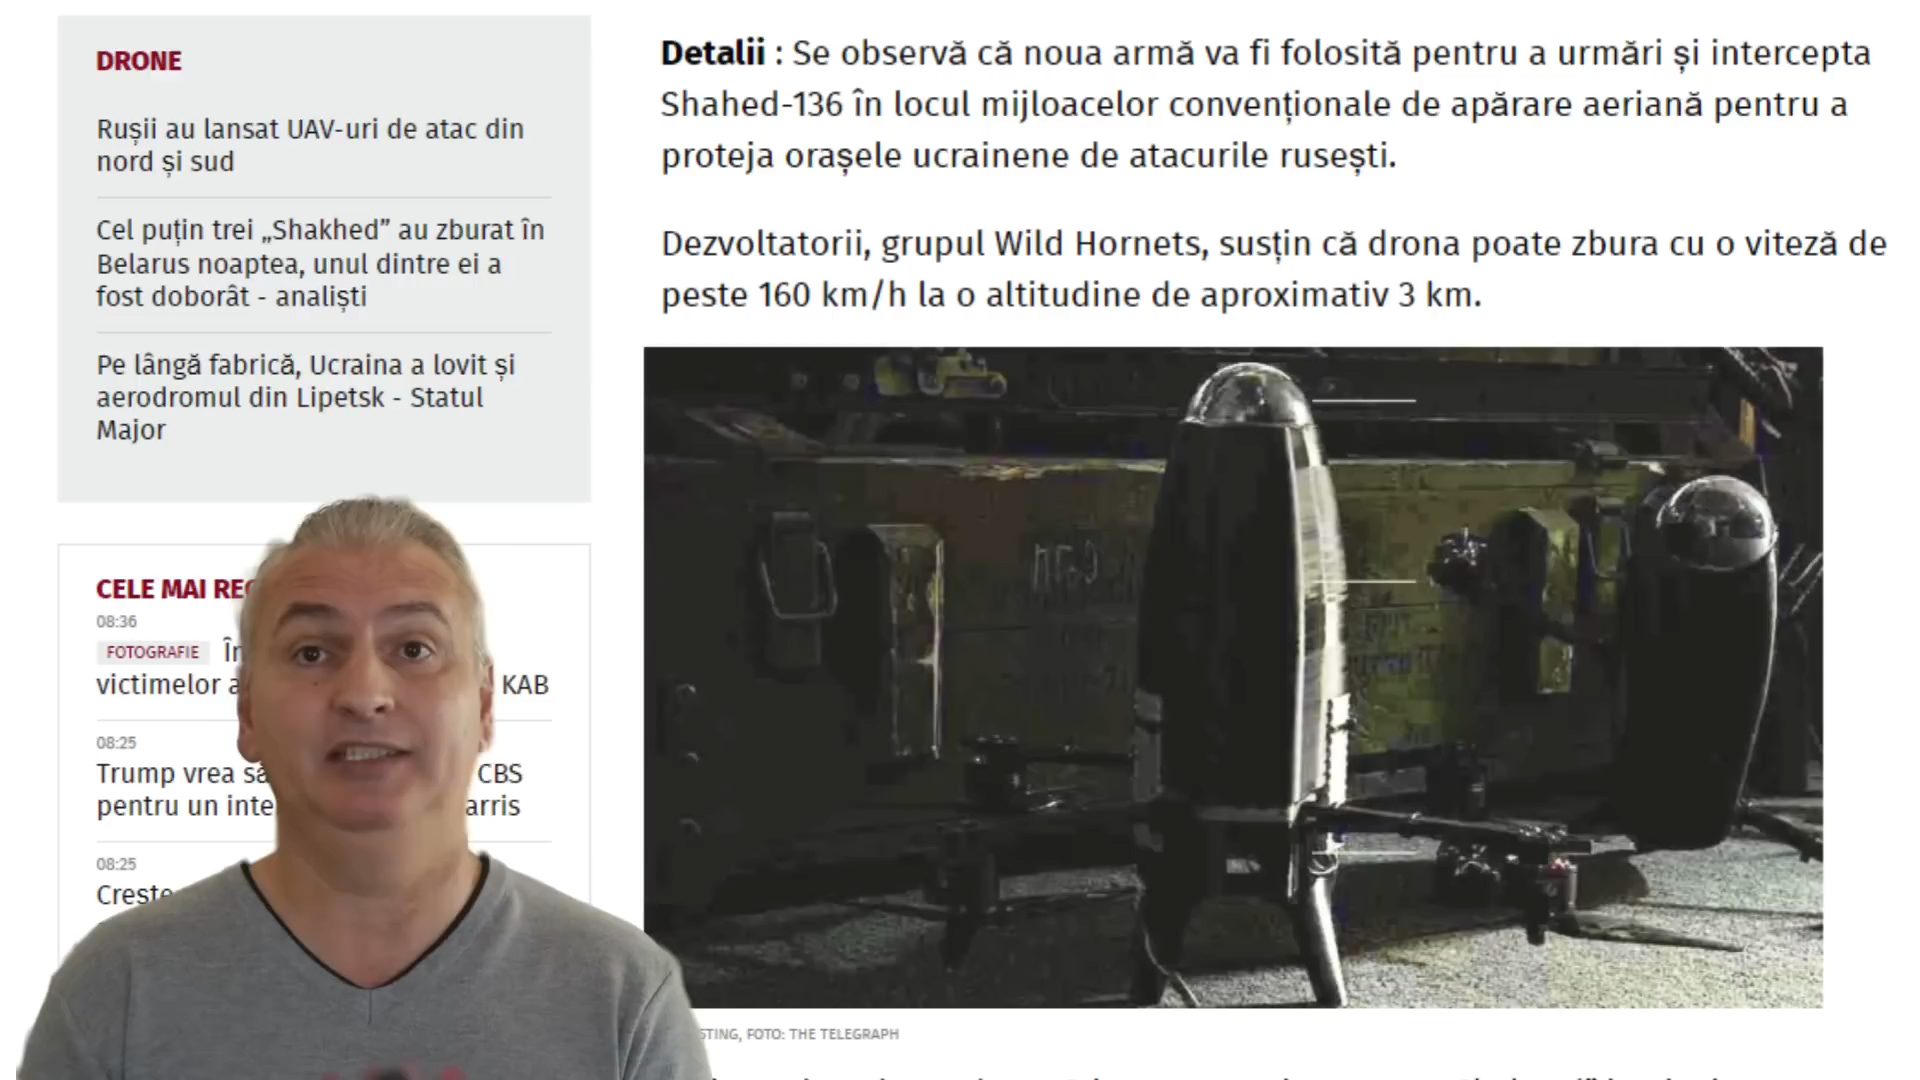 DRONE
Rușii au lansat UAV-uri de atac din
nord și sud
Cel puțin trei „Shakhed” au zburat în
Belarus noaptea, unul dintre ei a
fost doborât - analiști
Pe lângă fabrică, Ucraina a lovit și
aerodromul din Lipetsk - Statul
Major
CELE MAI
08:36
FOTOGRAFIE
victimelor KAB
08:25
Trump vrea CBS
pentru un
08:25
Detalii : Se observă că noua armă va fi folosită pentru a urmări și intercepta
Shahed-136 în locul mijloacelor convenționale de apărare aeriană pentru a
proteja orașele ucrainene de atacurile rusești.
Dezvoltatorii, grupul Wild Hornets, susțin că drona poate zbura cu o viteză de
peste 160 km/h la o altitudine de aproximativ 3 km.
FOTO: THE TELEGRAPH